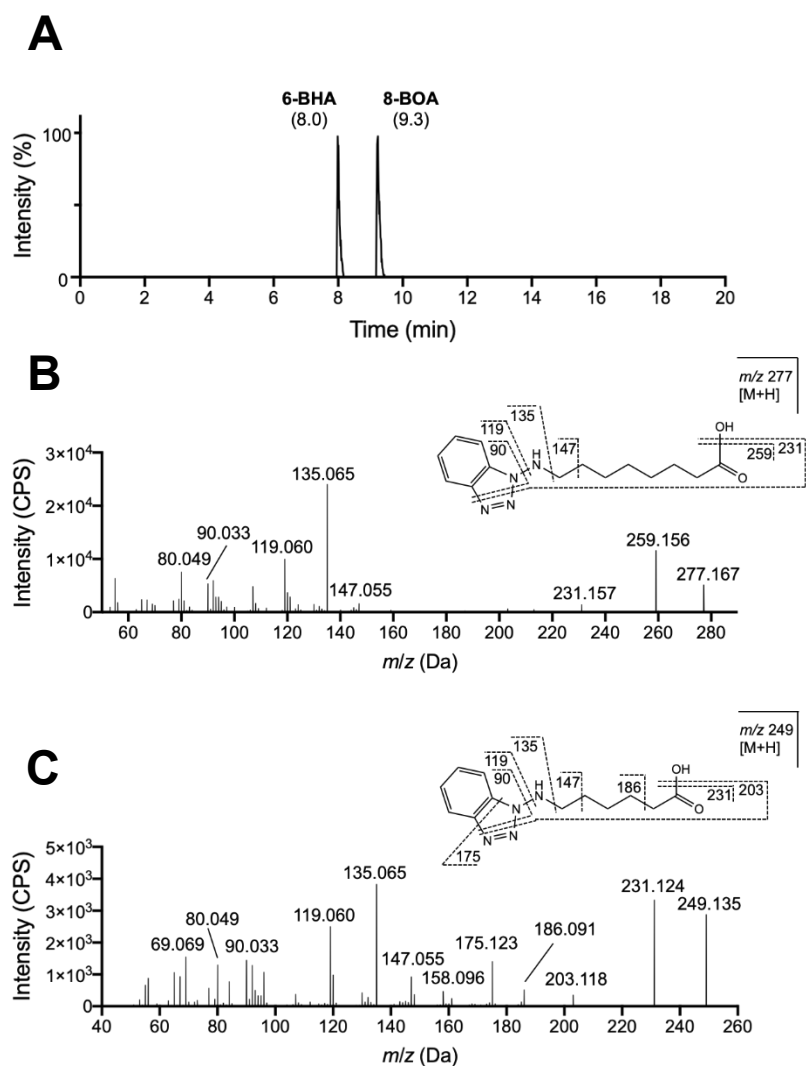 A
6-BHA
(8.0)
8-BOA
(9.3)
100
0
Intensity (%)
0 2 4 6 8 10 12 14 16 18 20
Time (min)
B
m/z 277
[M+H]
135
119
90
H
N
147
OH
259
231
O
N
N=N
3×10⁴
2×10⁴
1×10⁴
0
Intensity (CPS)
135.065
90.033
80.049
119.060
147.055
231.157
259.156
277.167
60 80 100 120 140 160 180 200 220 240 260 280
m/z (Da)
C
m/z 249
[M+H]
135
119
90
H
N
147
186
OH
231
203
O
N
N=N
175
5×10³
4×10³
3×10³
2×10³
1×10³
0
Intensity (CPS)
135.065
80.049
69.069
90.033
119.060
147.055
158.096
175.123
186.091
203.118
231.124
249.135
40 60 80 100 120 140 160 180 200 220 240 260
m/z (Da)